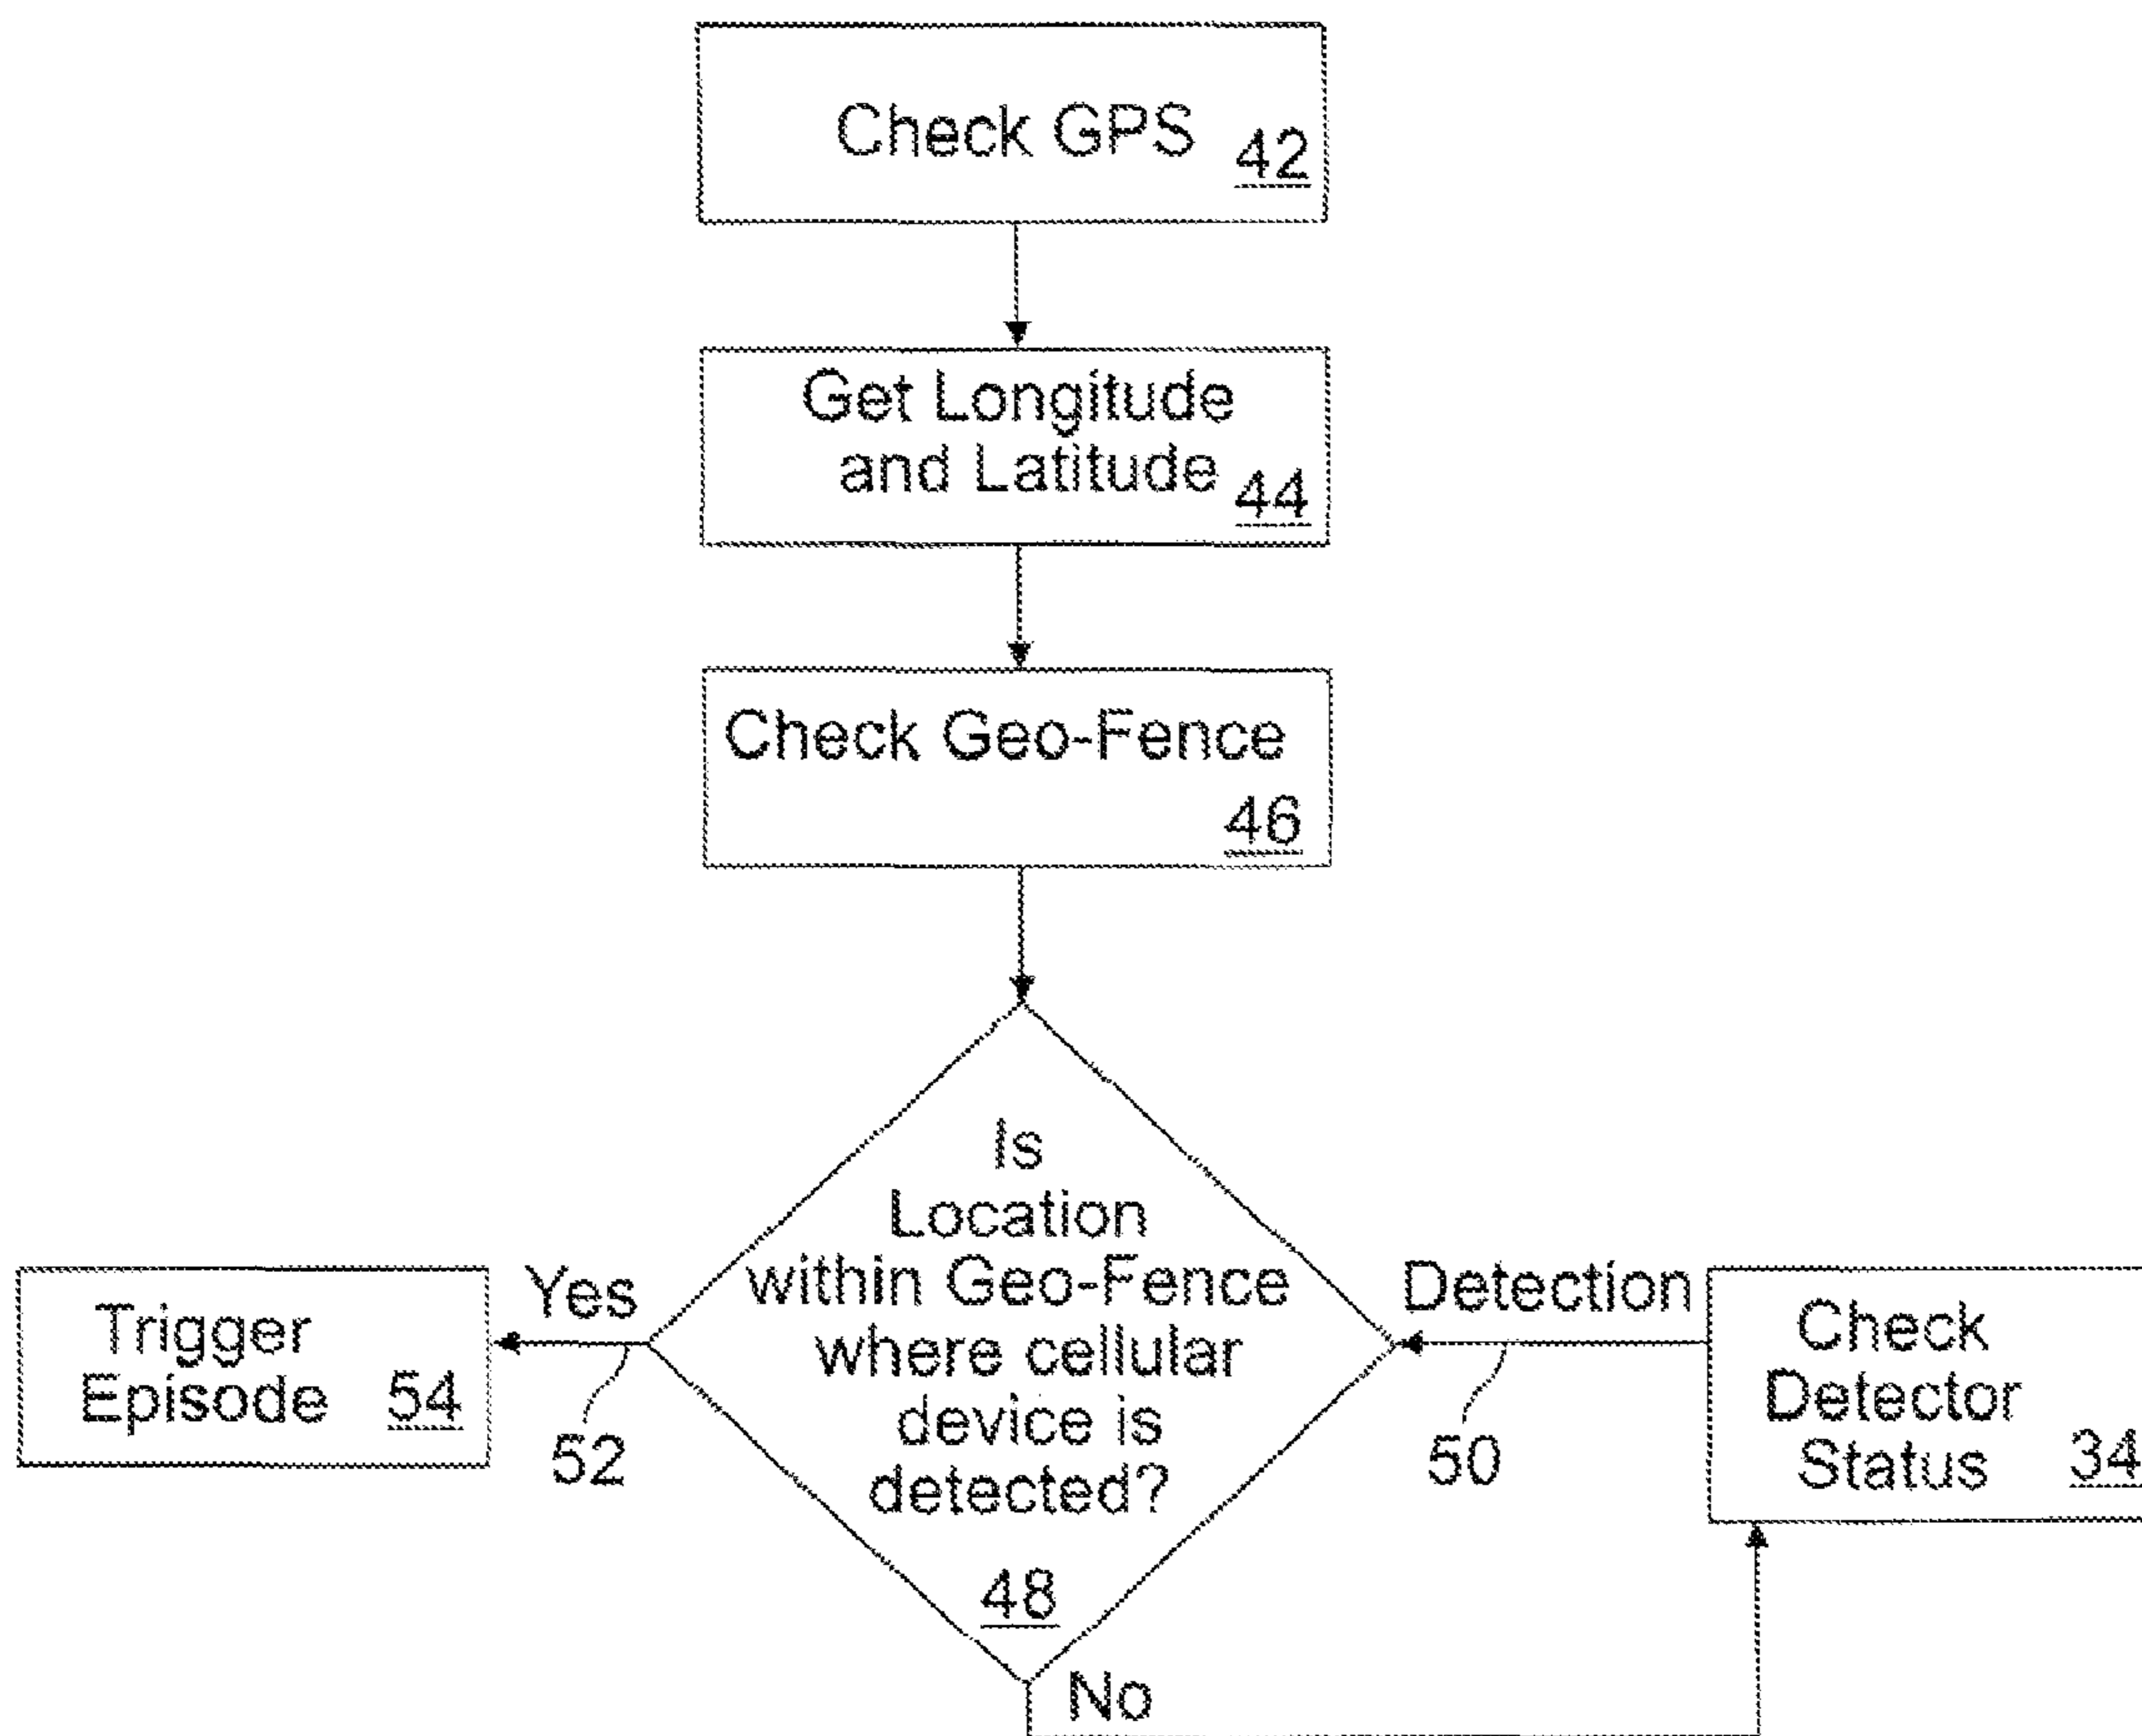 Check GPS 42
Get Longitude
and Latitude 44
Check Geo-Fence
46
Is
Location
within Geo-Fence
where cellular
device is
detected?
48
Yes
52
Trigger
Episode 54
Detection
50
Check
Detector
Status 34
No